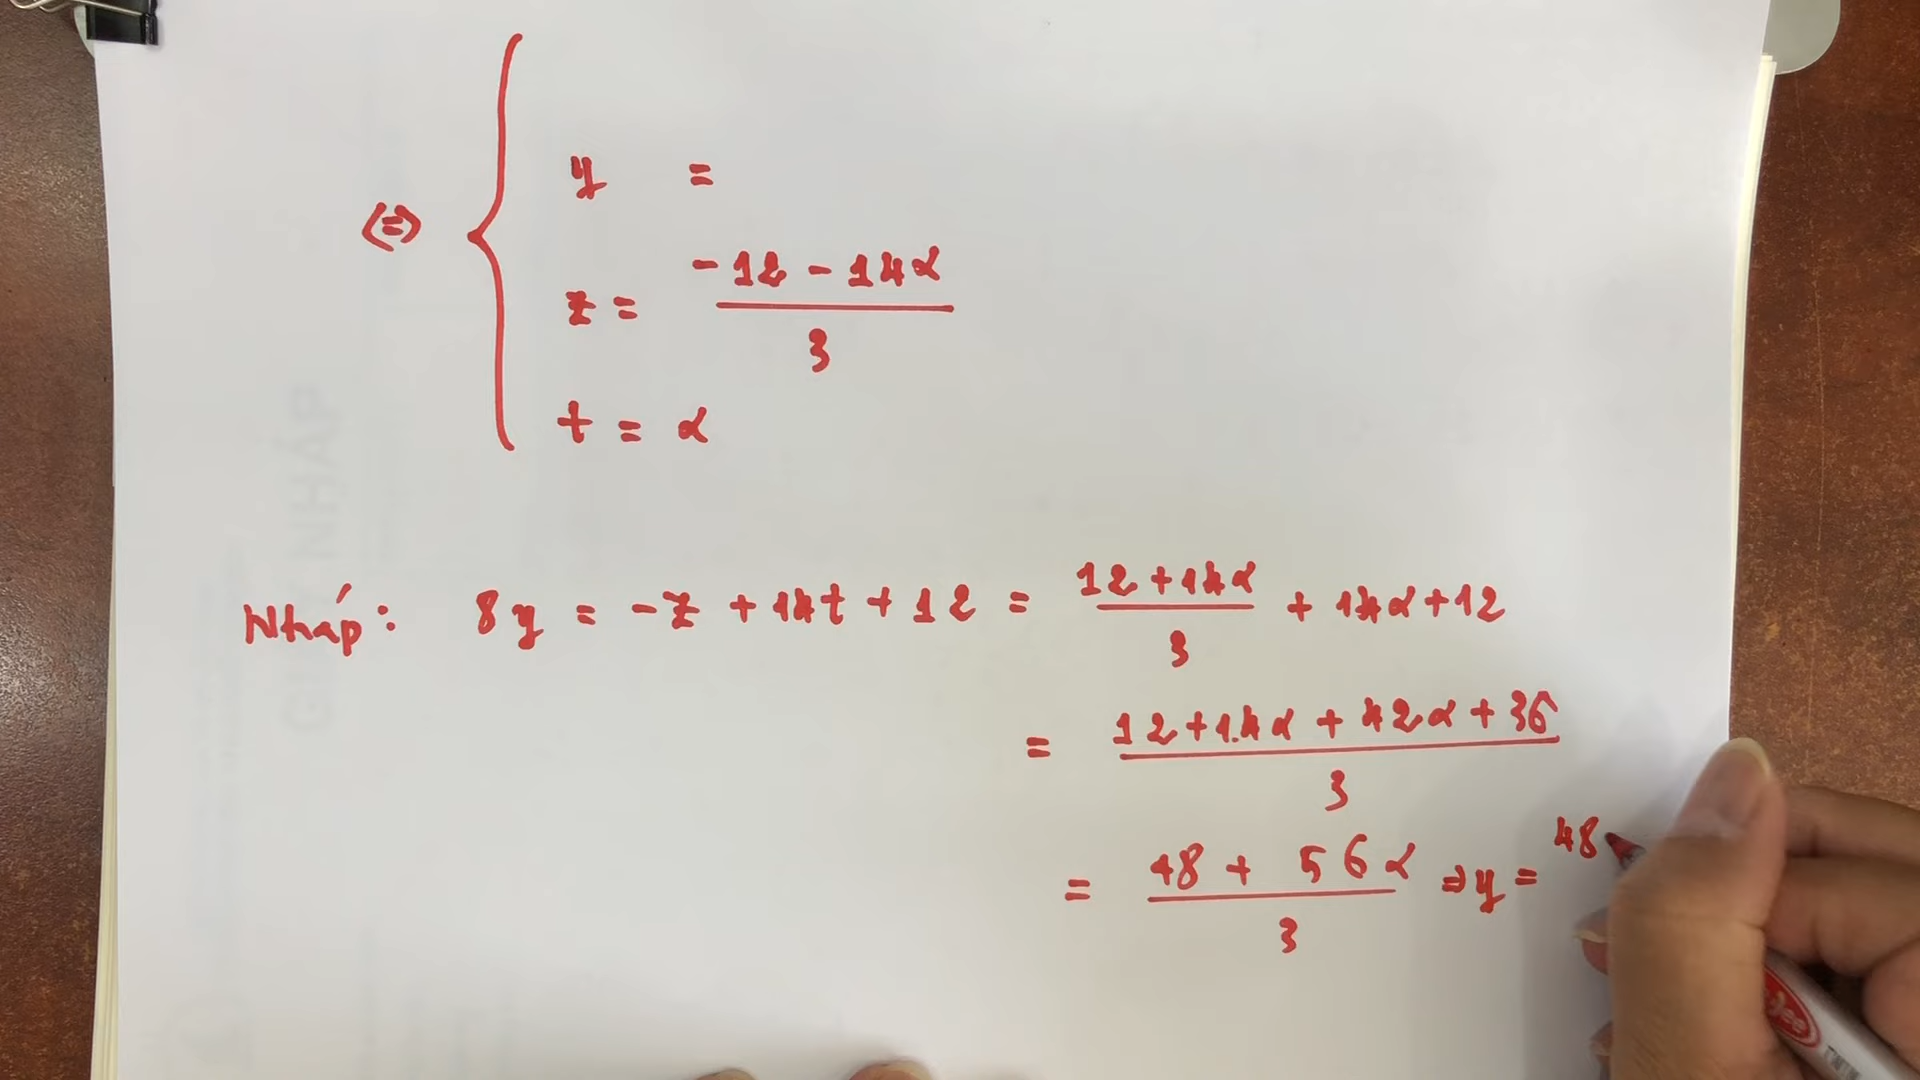 y =
⇔
z = (-12 - 14α)/3
t = α
Nháp: 8y = -z + 14t + 12 = (12 + 14α)/3 + 14α + 12
= (12 + 14α + 42α + 36)/3
= (48 + 56α)/3 ⇒ y = 48